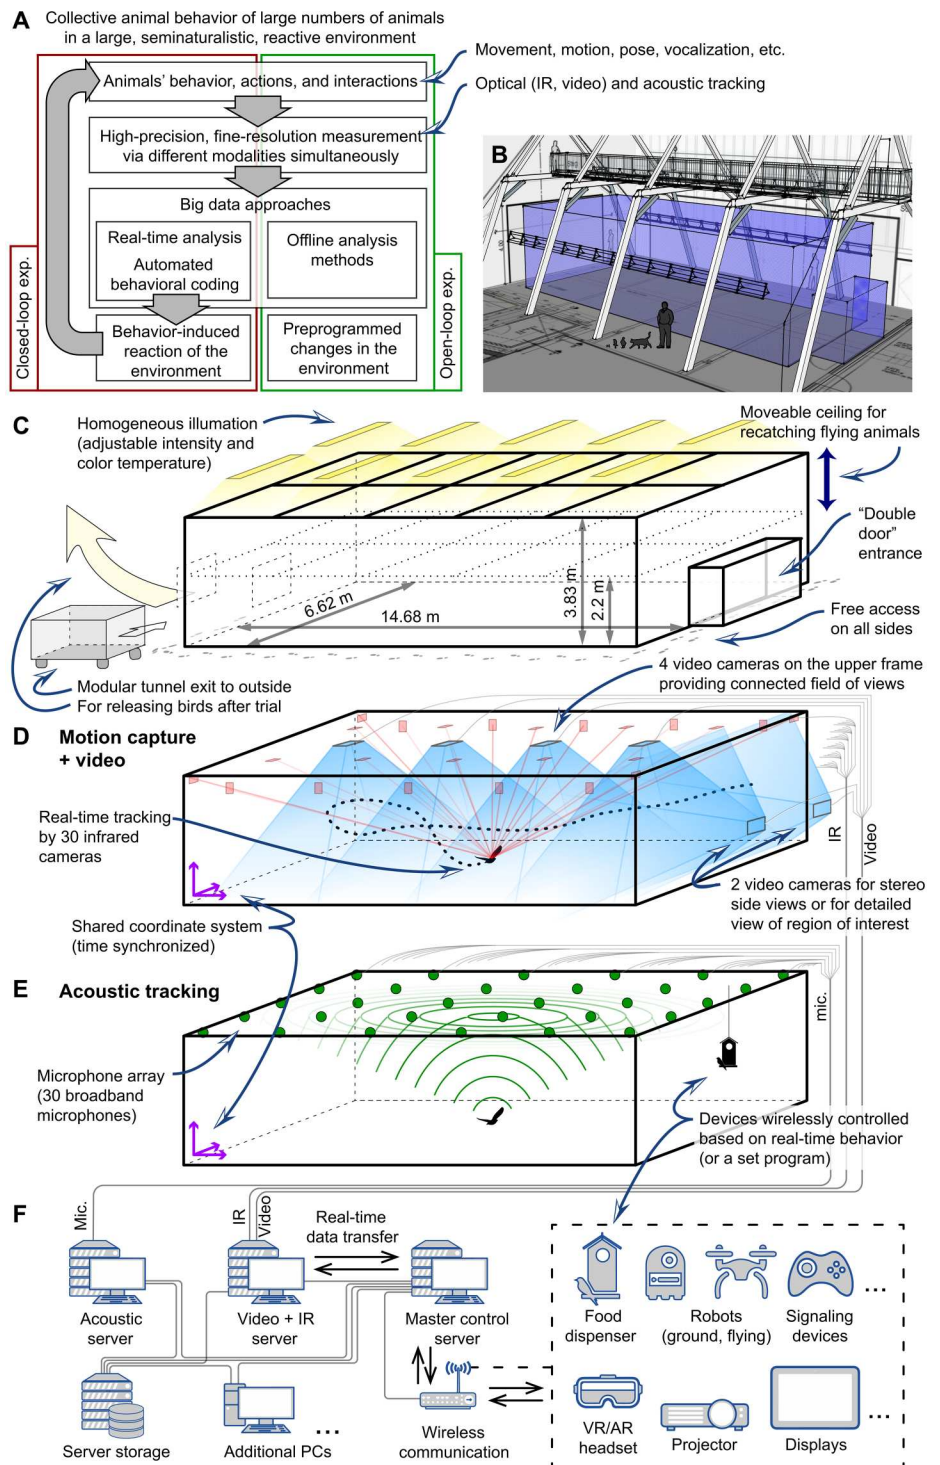 A
Collective animal behavior of large numbers of animals
in a large, seminaturalistic, reactive environment
Animals' behavior, actions, and interactions
High-precision, fine-resolution measurement
via different modalities simultaneously
Big data approaches
Real-time analysis
Automated
behavioral coding
Offline analysis
methods
Behavior-induced
reaction of the
environment
Preprogrammed
changes in the
environment
Closed-loop exp.
Open-loop exp.
Movement, motion, pose, vocalization, etc.
Optical (IR, video) and acoustic tracking
B
C
Homogeneous illumation
(adjustable intensity and
color temperature)
Moveable ceiling for
recatching flying animals
"Double
door"
entrance
6.62 m
14.68 m
3.83 m
2.2 m
Free access
on all sides
Modular tunnel exit to outside
For releasing birds after trial
4 video cameras on the upper frame
providing connected field of views
D
Motion capture
+ video
Real-time tracking
by 30 infrared
cameras
IR
Video
2 video cameras for stereo
side views or for detailed
view of region of interest
Shared coordinate system
(time synchronized)
E
Acoustic tracking
mic.
Microphone array
(30 broadband
microphones)
Devices wirelessly controlled
based on real-time behavior
(or a set program)
F
Mic.
IR
Video
Real-time
data transfer
Acoustic
server
Video + IR
server
Master control
server
Server storage
Additional PCs
...
Wireless
communication
Food
dispenser
Robots
(ground, flying)
Signaling
devices
...
VR/AR
headset
Projector
Displays
...